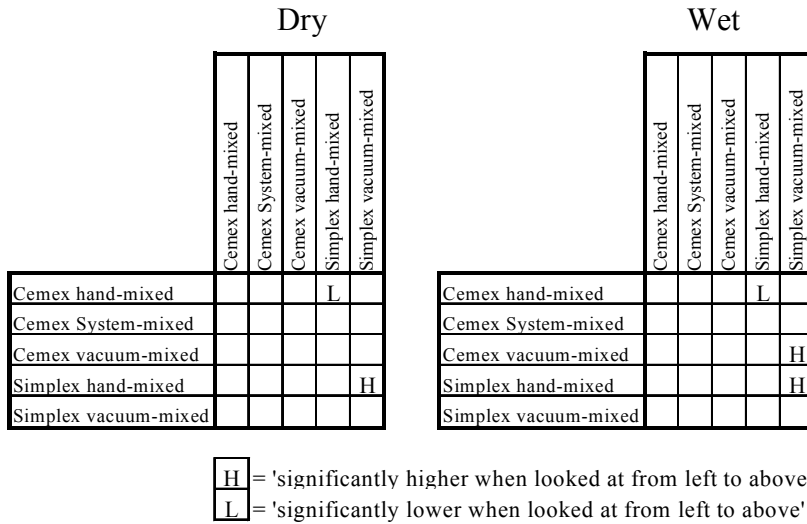 Dry
Cemex hand-mixed
Cemex System-mixed
Cemex vacuum-mixed
Simplex hand-mixed
Simplex vacuum-mixed
Cemex hand-mixed L
Cemex System-mixed
Cemex vacuum-mixed
Simplex hand-mixed H
Simplex vacuum-mixed
Wet
Cemex hand-mixed
Cemex System-mixed
Cemex vacuum-mixed
Simplex hand-mixed
Simplex vacuum-mixed
Cemex hand-mixed L
Cemex System-mixed
Cemex vacuum-mixed H
Simplex hand-mixed H
Simplex vacuum-mixed
H = 'significantly higher when looked at from left to above
L = 'significantly lower when looked at from left to above'